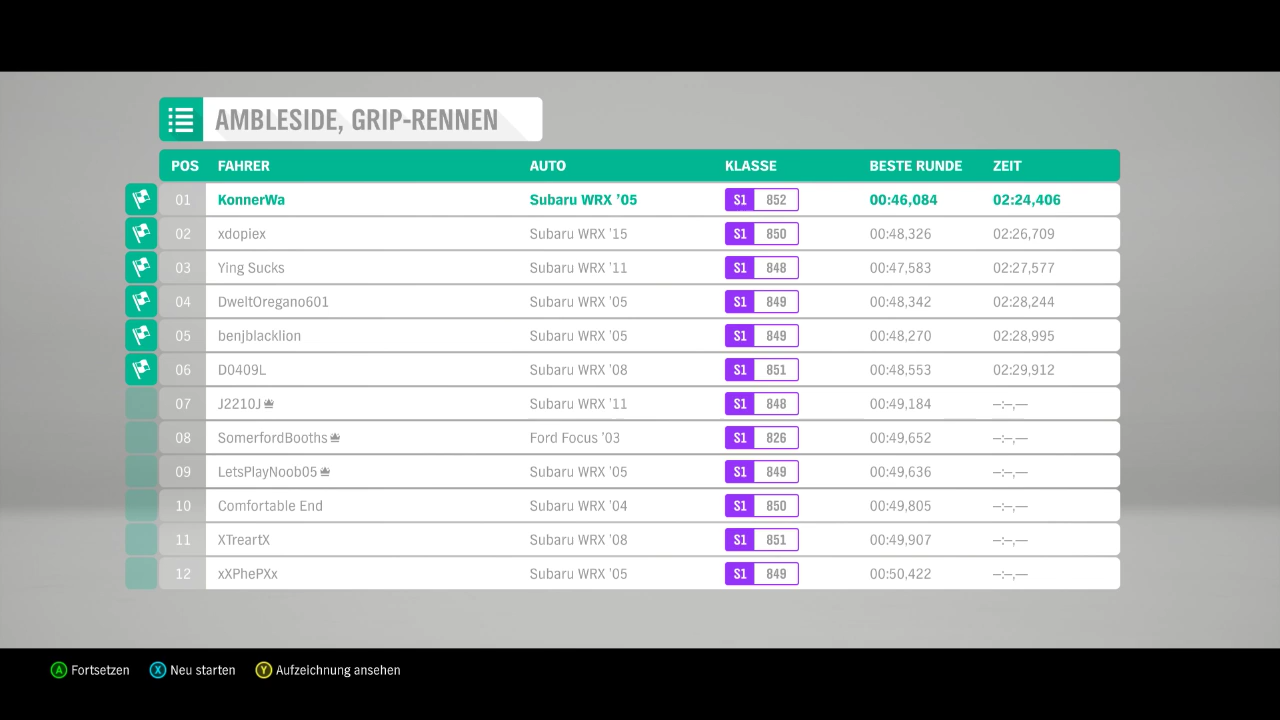 AMBLESIDE, GRIP-RENNEN
POS FAHRER AUTO KLASSE BESTE RUNDE ZEIT
01 KonnerWa Subaru WRX '05 S1 852 00:46,084 02:24,406
02 xdopiex Subaru WRX '15 S1 850 00:48,326 02:26,709
03 Ying Sucks Subaru WRX '11 S1 848 00:47,583 02:27,577
04 DweltOregano601 Subaru WRX '05 S1 849 00:48,342 02:28,244
05 benjblacklion Subaru WRX '05 S1 849 00:48,270 02:28,995
06 D0409L Subaru WRX '08 S1 851 00:48,553 02:29,912
07 J2210J Subaru WRX '11 S1 848 00:49,184 --:--,---
08 SomerfordBooths Ford Focus '03 S1 826 00:49,652 --:--,---
09 LetsPlayNoob05 Subaru WRX '05 S1 849 00:49,636 --:--,---
10 Comfortable End Subaru WRX '04 S1 850 00:49,805 --:--,---
11 XTreartX Subaru WRX '08 S1 851 00:49,907 --:--,---
12 xXPhePXx Subaru WRX '05 S1 849 00:50,422 --:--,---
A Fortsetzen X Neu starten Y Aufzeichnung ansehen